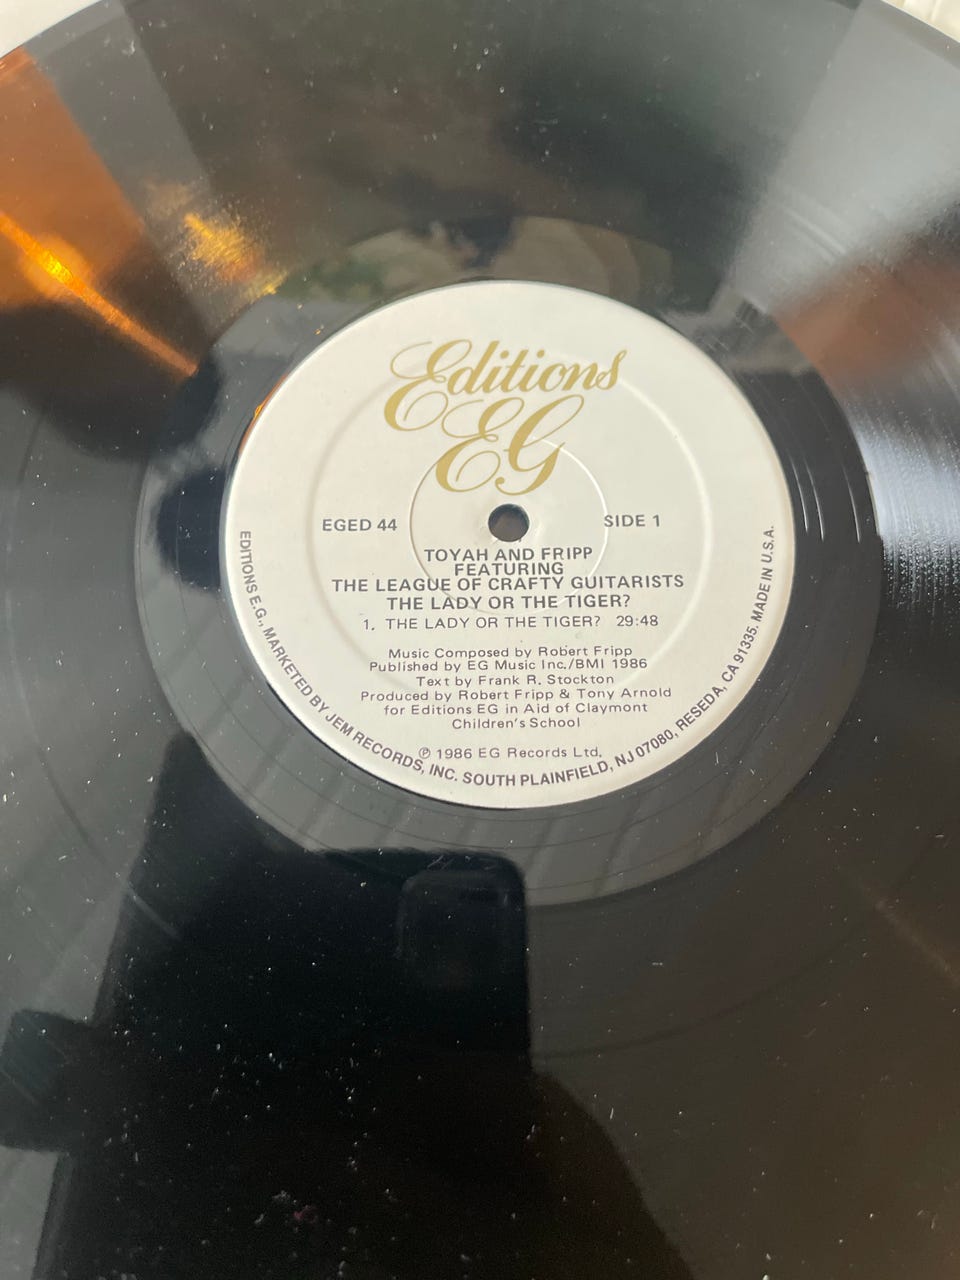 Editions
EG
EGED 44
SIDE 1
TOYAH AND FRIPP
FEATURING
THE LEAGUE OF CRAFTY GUITARISTS
THE LADY OR THE TIGER?
1. THE LADY OR THE TIGER? 29:48
Music Composed by Robert Fripp
Published by EG Music Inc./BMI 1986
Text by Frank R. Stockton
Produced by Robert Fripp & Tony Arnold
for Editions EG in Aid of Claymont
Children's School
℗ 1986 EG Records Ltd.
EDITIONS E.G., MARKETED BY JEM RECORDS, INC. SOUTH PLAINFIELD, NJ 07080, RESEDA, CA 91335. MADE IN U.S.A.